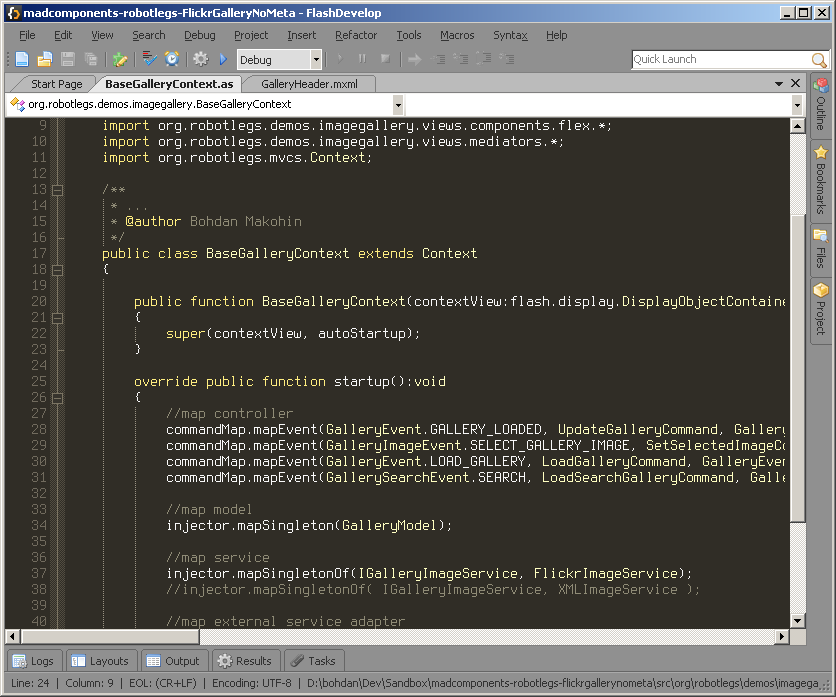 madcomponents-robotlegs-FlickrGalleryNoMeta - FlashDevelop
File Edit View Search Debug Project Insert Refactor Tools Macros Syntax Help
Debug Quick Launch
Start Page BaseGalleryContext.as GalleryHeader.mxml
org.robotlegs.demos.imagegallery.BaseGalleryContext
Outline
Bookmarks
Files
Project
9 import org.robotlegs.demos.imagegallery.views.components.flex.*;
10 import org.robotlegs.demos.imagegallery.views.mediators.*;
11 import org.robotlegs.mvcs.Context;
12
13 /**
14 * ...
15 * @author Bohdan Makohin
16 */
17 public class BaseGalleryContext extends Context
18 {
19
20 public function BaseGalleryContext(contextView:flash.display.DisplayObjectContaine
21 {
22 super(contextView, autoStartup);
23 }
24
25 override public function startup():void
26 {
27 //map controller
28 commandMap.mapEvent(GalleryEvent.GALLERY_LOADED, UpdateGalleryCommand, Gallery
29 commandMap.mapEvent(GalleryImageEvent.SELECT_GALLERY_IMAGE, SetSelectedImageCo
30 commandMap.mapEvent(GalleryEvent.LOAD_GALLERY, LoadGalleryCommand, GalleryEven
31 commandMap.mapEvent(GallerySearchEvent.SEARCH, LoadSearchGalleryCommand, Galle
32
33 //map model
34 injector.mapSingleton(GalleryModel);
35
36 //map service
37 injector.mapSingletonOf(IGalleryImageService, FlickrImageService);
38 //injector.mapSingletonOf( IGalleryImageService, XMLImageService );
39
40 //map external service adapter
Logs Layouts Output Results Tasks
Line: 24 | Column: 9 | EOL: (CR+LF) | Encoding: UTF-8 | D:\bohdan\Dev\Sandbox\madcomponents-robotlegs-flickrgallerynometa\src\org\robotlegs\demos\imagega